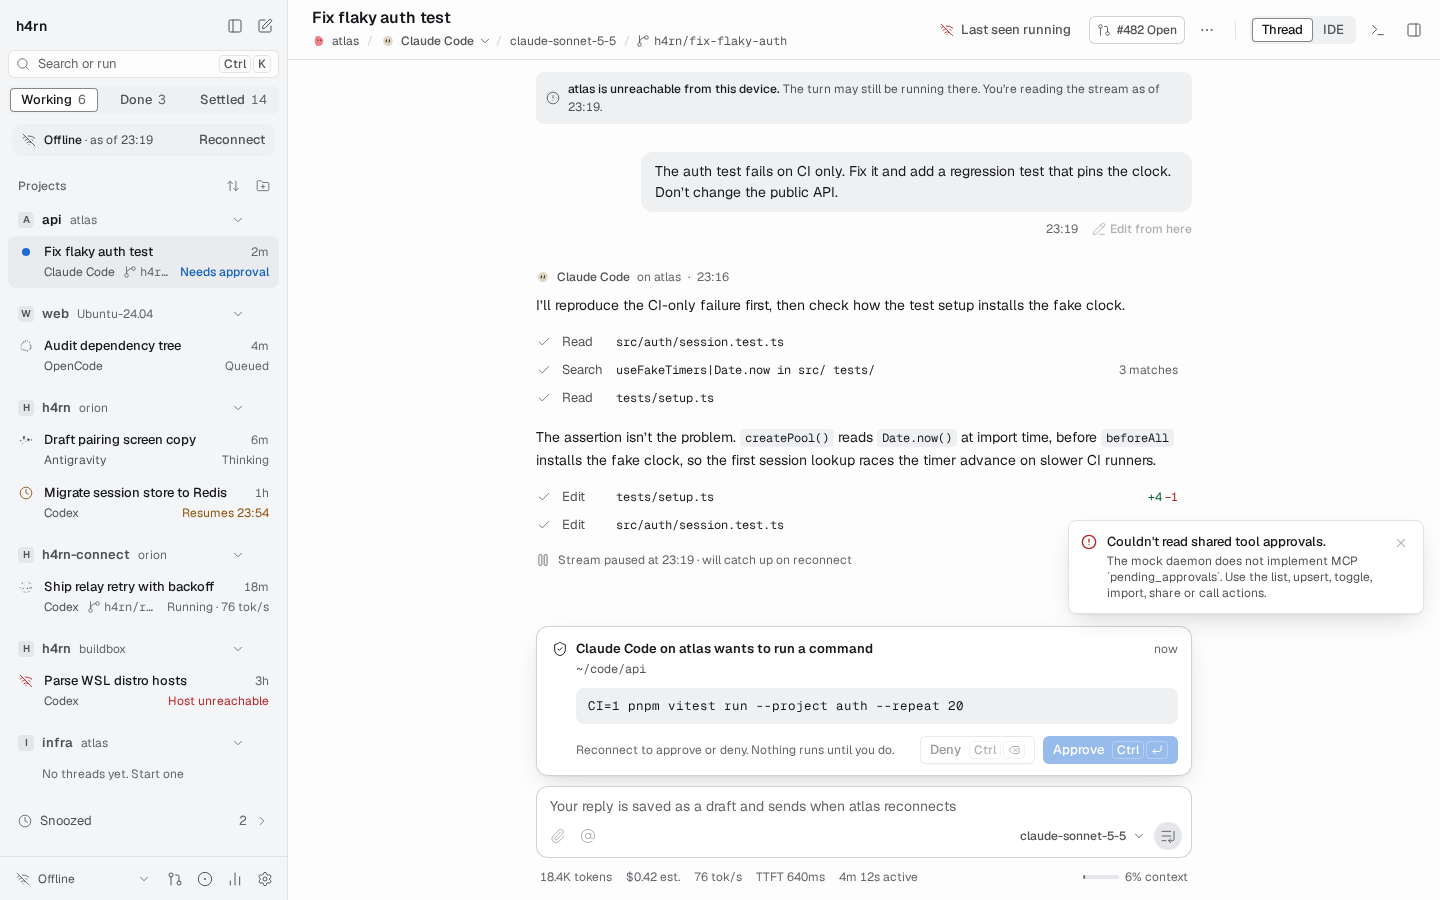 h4rn
Search or run Ctrl K
Working 6 Done 3 Settled 14
Offline · as of 23:19 Reconnect
Projects
A api atlas
Fix flaky auth test 2m
Claude Code h4r… Needs approval
W web Ubuntu-24.04
Audit dependency tree 4m
OpenCode Queued
H h4rn orion
Draft pairing screen copy 6m
Antigravity Thinking
Migrate session store to Redis 1h
Codex Resumes 23:54
H h4rn-connect orion
Ship relay retry with backoff 18m
Codex h4rn/r… Running · 76 tok/s
H h4rn buildbox
Parse WSL distro hosts 3h
Codex Host unreachable
I infra atlas
No threads yet. Start one
Snoozed 2
Offline
Fix flaky auth test
atlas / Claude Code / claude-sonnet-5-5 / h4rn/fix-flaky-auth
Last seen running #482 Open Thread IDE
atlas is unreachable from this device. The turn may still be running there. You're reading the stream as of
23:19.
The auth test fails on CI only. Fix it and add a regression test that pins the clock.
Don't change the public API.
23:19 Edit from here
Claude Code on atlas · 23:16
I'll reproduce the CI-only failure first, then check how the test setup installs the fake clock.
Read src/auth/session.test.ts
Search useFakeTimers|Date.now in src/ tests/ 3 matches
Read tests/setup.ts
The assertion isn't the problem. createPool() reads Date.now() at import time, before beforeAll
installs the fake clock, so the first session lookup races the timer advance on slower CI runners.
Edit tests/setup.ts +4 −1
Edit src/auth/session.test.ts
Stream paused at 23:19 · will catch up on reconnect
Couldn't read shared tool approvals.
The mock daemon does not implement MCP
`pending_approvals`. Use the list, upsert, toggle,
import, share or call actions.
Claude Code on atlas wants to run a command now
~/code/api
CI=1 pnpm vitest run --project auth --repeat 20
Reconnect to approve or deny. Nothing runs until you do. Deny Ctrl Approve Ctrl
Your reply is saved as a draft and sends when atlas reconnects
claude-sonnet-5-5
18.4K tokens $0.42 est. 76 tok/s TTFT 640ms 4m 12s active 6% context